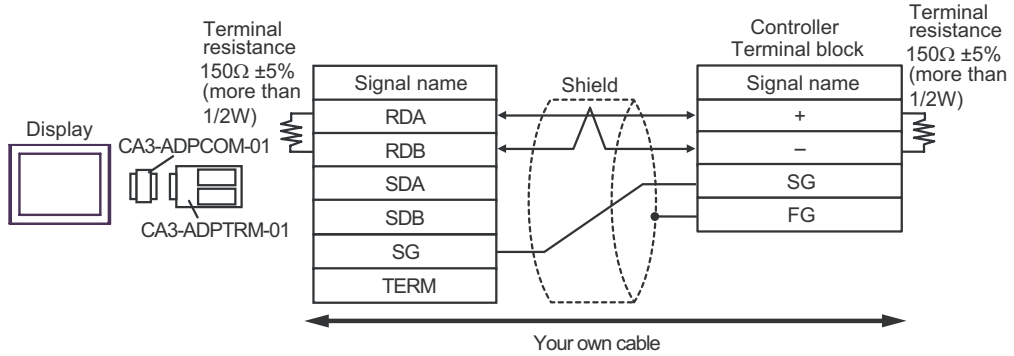 Terminal
resistance
150Ω ±5%
(more than
1/2W)
Display
CA3-ADPCOM-01
CA3-ADPTRM-01
Signal name
RDA
RDB
SDA
SDB
SG
TERM
Shield
Controller
Terminal block
Signal name
+
–
SG
FG
Terminal
resistance
150Ω ±5%
(more than
1/2W)
Your own cable